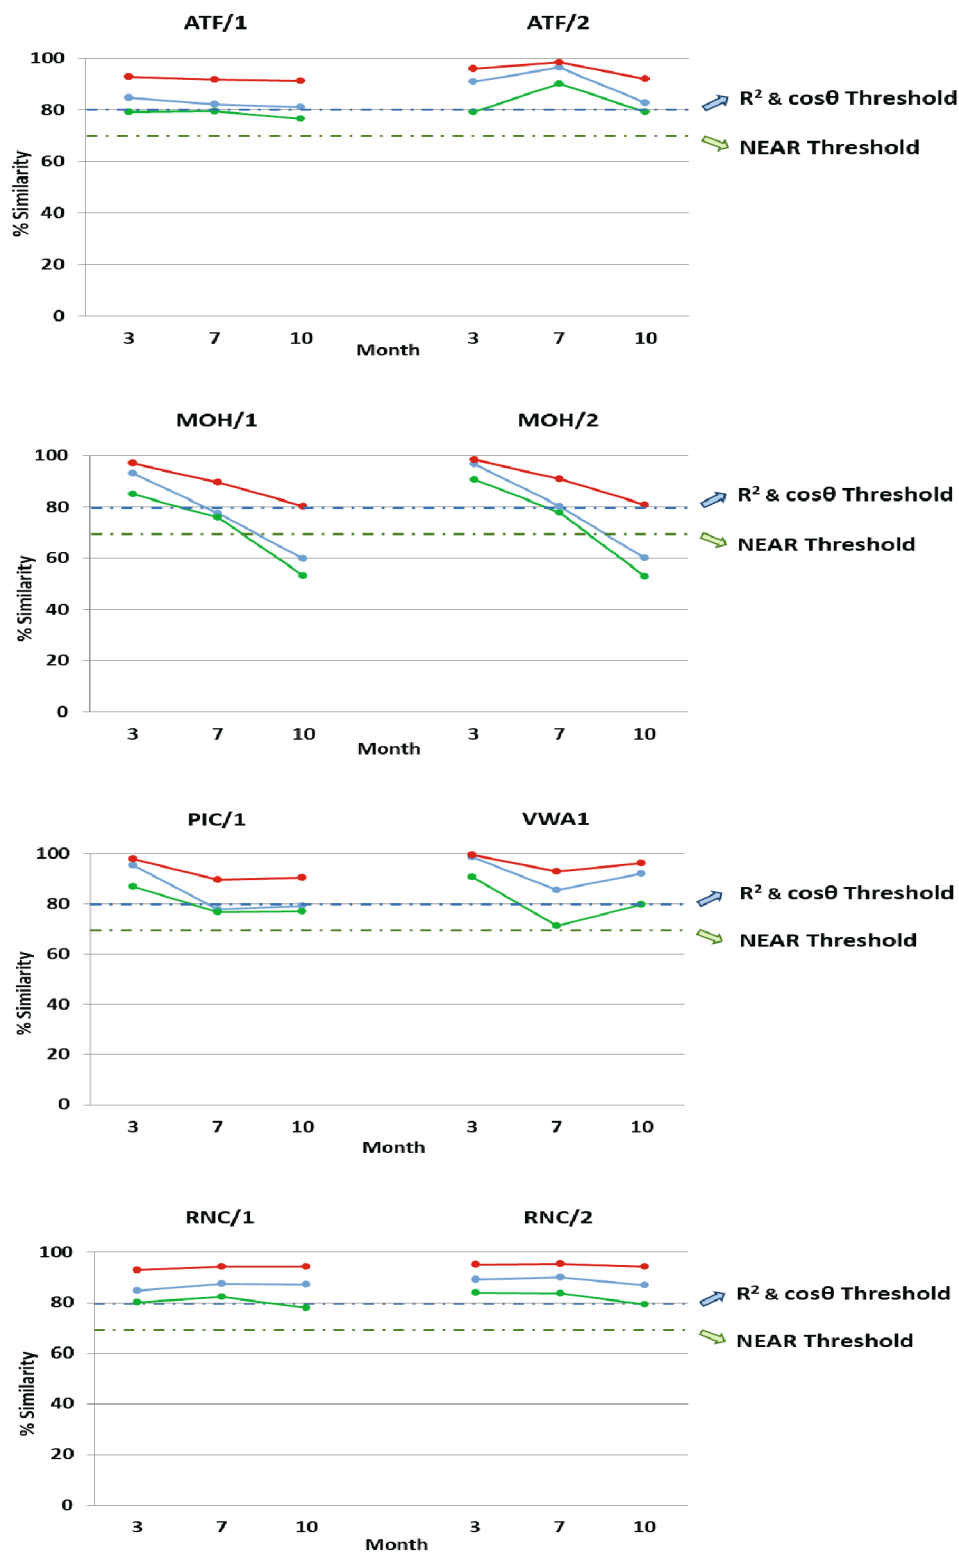 ATF/1 ATF/2
100
80
60
40
20
0
% Similarity
R² & cosθ Threshold
NEAR Threshold
3 7 10 3 7 10
Month
MOH/1 MOH/2
100
80
60
40
20
0
% Similarity
R² & cosθ Threshold
NEAR Threshold
3 7 10 3 7 10
Month
PIC/1 VWA1
100
80
60
40
20
0
% Similarity
R² & cosθ Threshold
NEAR Threshold
3 7 10 3 7 10
Month
RNC/1 RNC/2
100
80
60
40
20
0
% Similarity
R² & cosθ Threshold
NEAR Threshold
3 7 10 3 7 10
Month